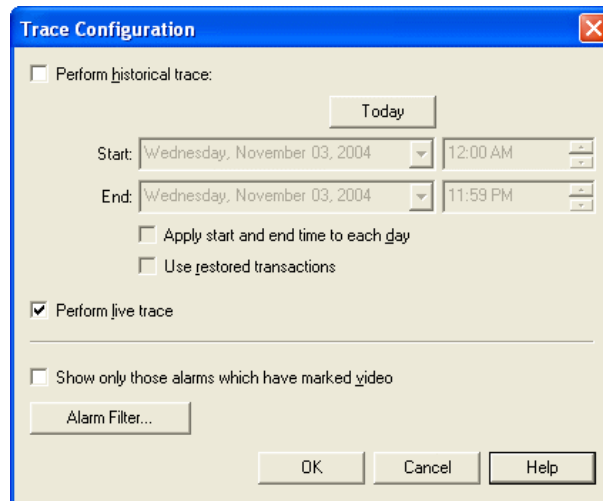 Trace Configuration
Perform historical trace:
Today
Start: Wednesday, November 03, 2004 12:00 AM
End: Wednesday, November 03, 2004 11:59 PM
Apply start and end time to each day
Use restored transactions
Perform live trace
Show only those alarms which have marked video
Alarm Filter...
OK Cancel Help